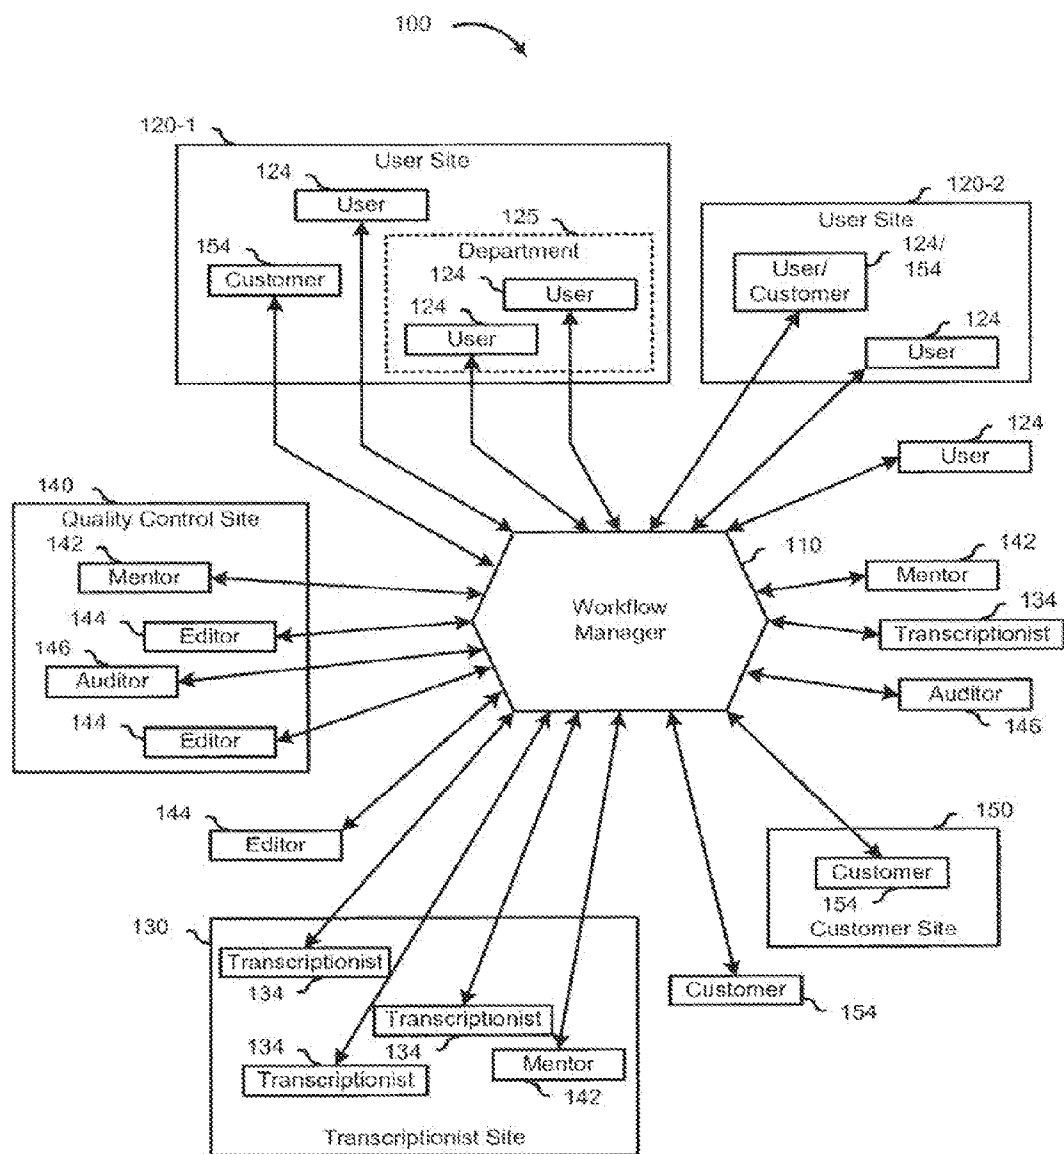 100
120-1
User Site
124
User
154
Customer
125
Department
124
User
124
User
120-2
User Site
User/
Customer
124/
154
124
User
124
User
140
Quality Control Site
142
Mentor
144
Editor
146
Auditor
144
Editor
110
Workflow
Manager
142
Mentor
134
Transcriptionist
Auditor
146
144
Editor
150
Customer
154
Customer Site
130
Transcriptionist
134
Transcriptionist
134
134
Transcriptionist
Mentor
142
Transcriptionist Site
Customer
154